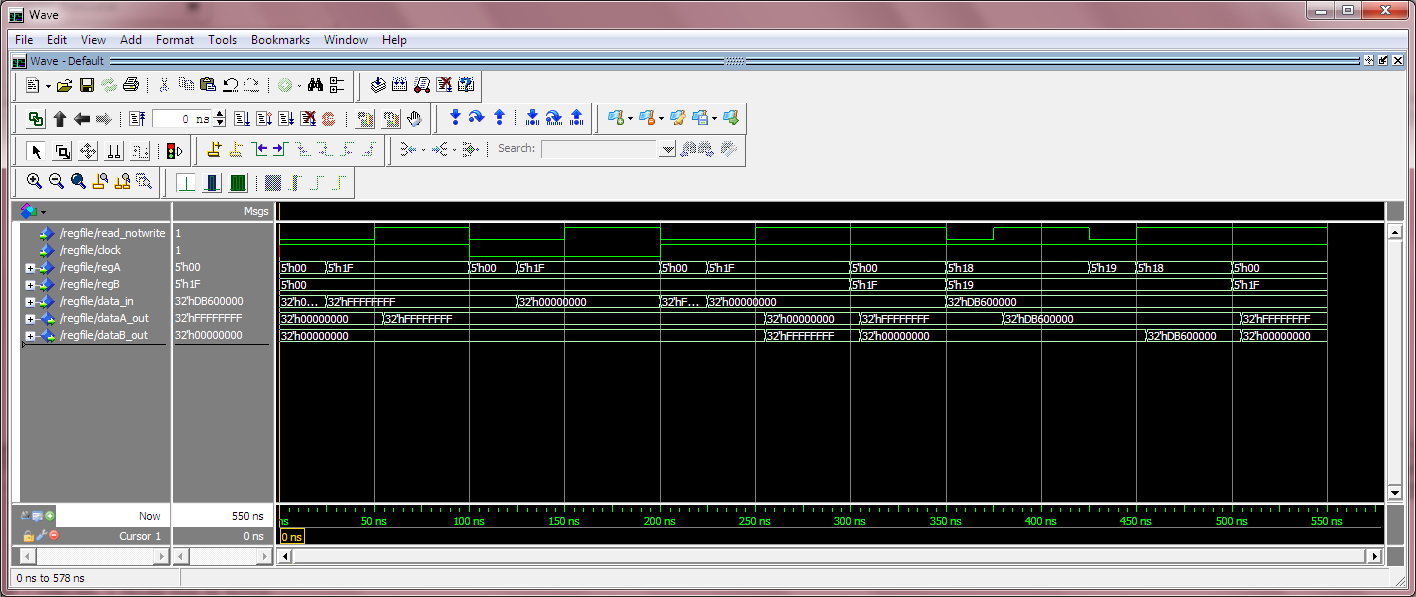 Wave
File Edit View Add Format Tools Bookmarks Window Help
Wave - Default
0 ns
Search:
Msgs
/regfile/read_notwrite 1
/regfile/clock 1
/regfile/regA 5'h00 5'h00 5'h1F 5'h00 5'h1F 5'h00 5'h1F 5'h00 5'h18 5'h19 5'h18 5'h00
/regfile/regB 5'h1F 5'h00 5'h1F 5'h19 5'h1F
/regfile/data_in 32'hDB600000 32'h0... 32'hFFFFFFFF 32'h00000000 32'hF... 32'h00000000 32'hDB600000
/regfile/dataA_out 32'hFFFFFFFF 32'h00000000 32'hFFFFFFFF 32'h00000000 32'hFFFFFFFF 32'hDB600000 32'hFFFFFFFF
/regfile/dataB_out 32'h00000000 32'h00000000 32'hFFFFFFFF 32'h00000000 32'hDB600000 32'h00000000
Now 550 ns ns 50 ns 100 ns 150 ns 200 ns 250 ns 300 ns 350 ns 400 ns 450 ns 500 ns 550 ns
Cursor 1 0 ns 0 ns
0 ns to 578 ns